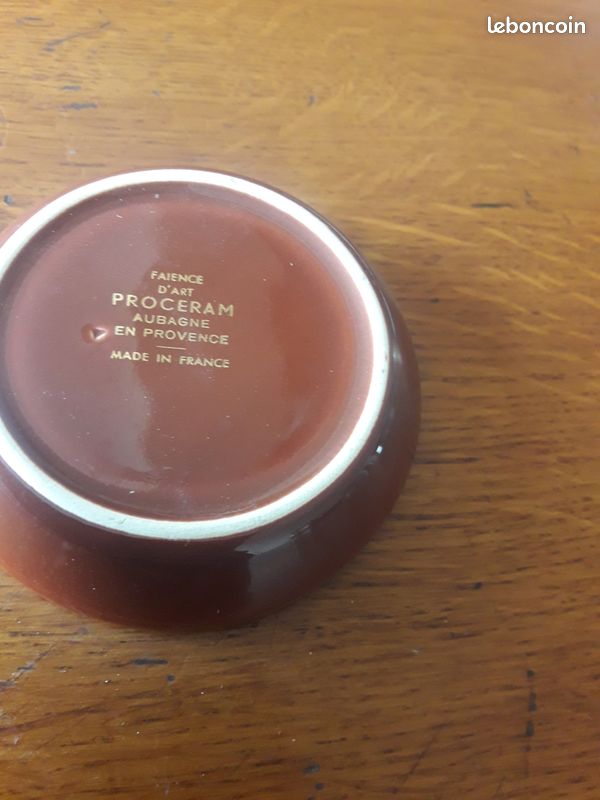 leboncoin
FAIENCE
D'ART
PROCERAM
AUBAGNE
EN PROVENCE
MADE IN FRANCE